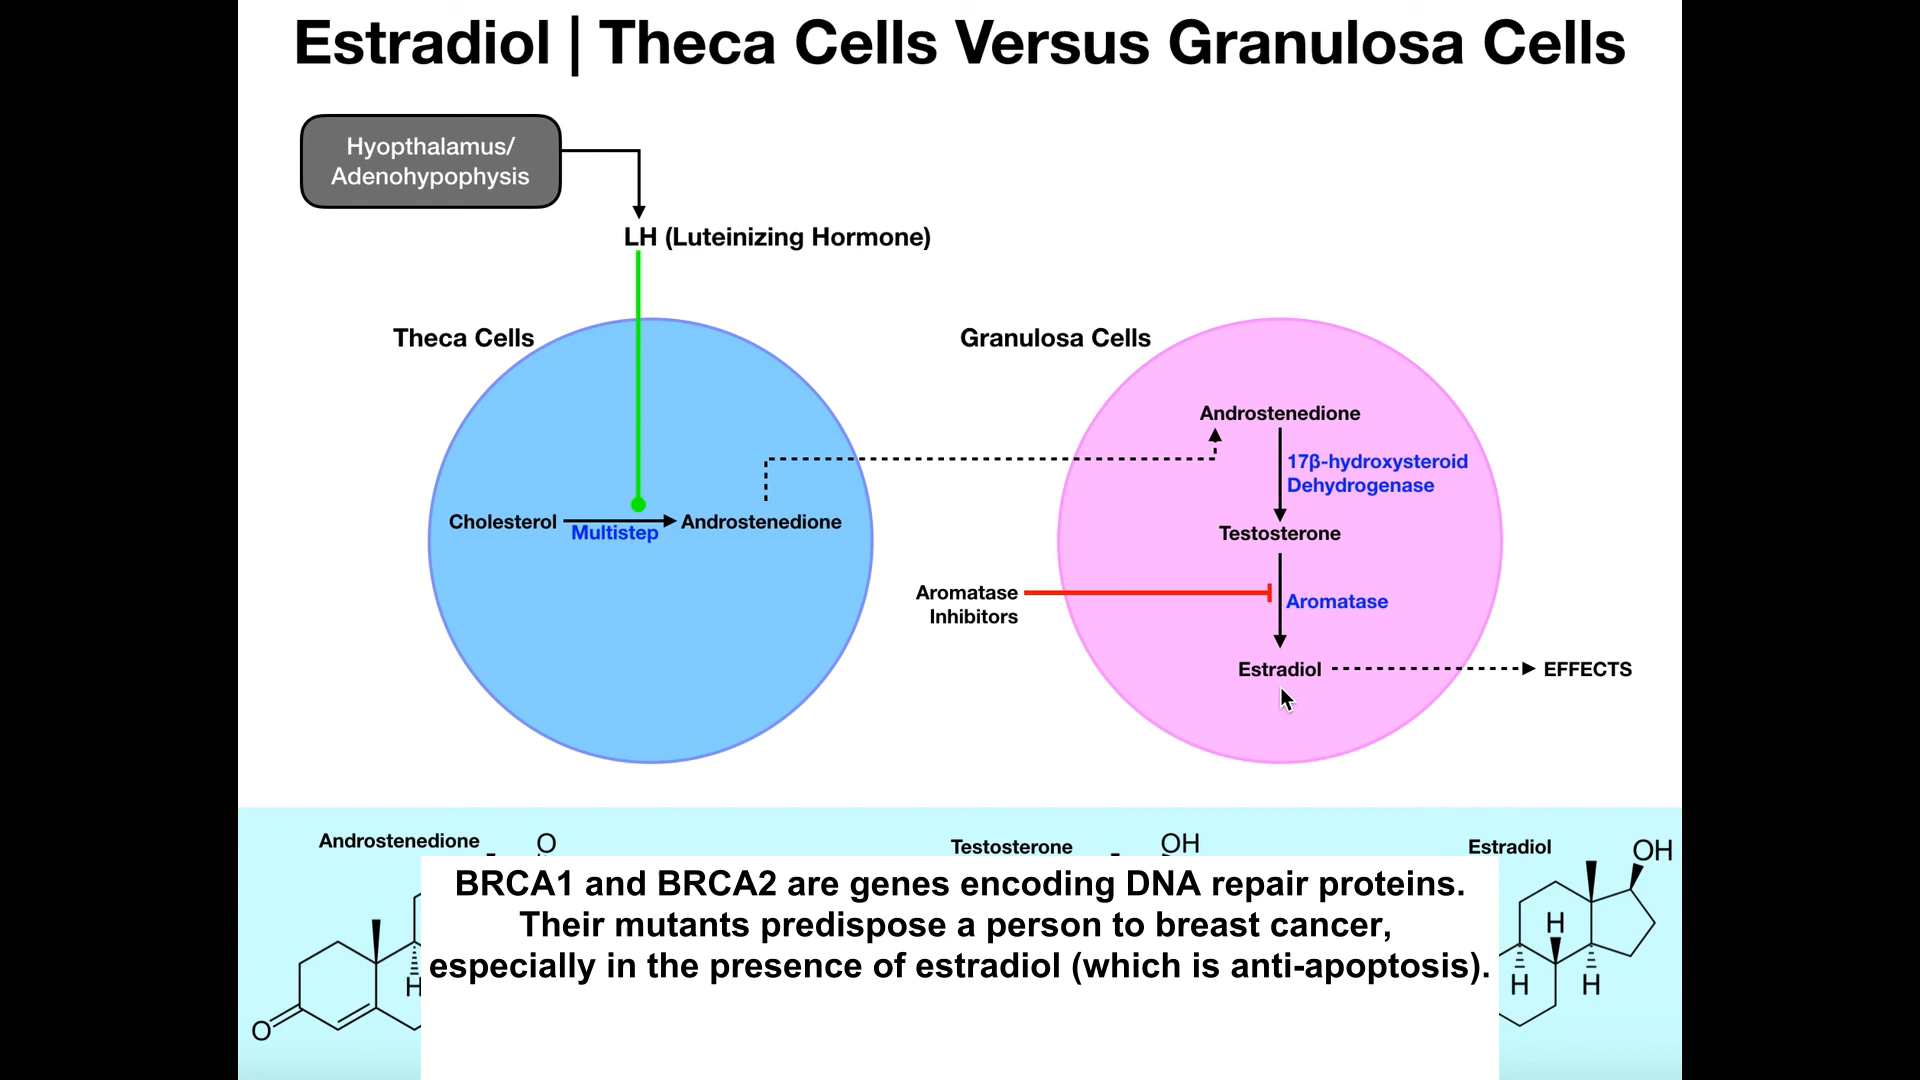 Estradiol | Theca Cells Versus Granulosa Cells
Hyopthalamus/
Adenohypophysis
LH (Luteinizing Hormone)
Theca Cells
Granulosa Cells
Androstenedione
17β-hydroxysteroid
Dehydrogenase
Cholesterol
Multistep
Androstenedione
Testosterone
Aromatase
Inhibitors
Aromatase
Estradiol
EFFECTS
Androstenedione
O
H
O
Testosterone
OH
Estradiol
OH
H
H
H
BRCA1 and BRCA2 are genes encoding DNA repair proteins.
Their mutants predispose a person to breast cancer,
especially in the presence of estradiol (which is anti-apoptosis).